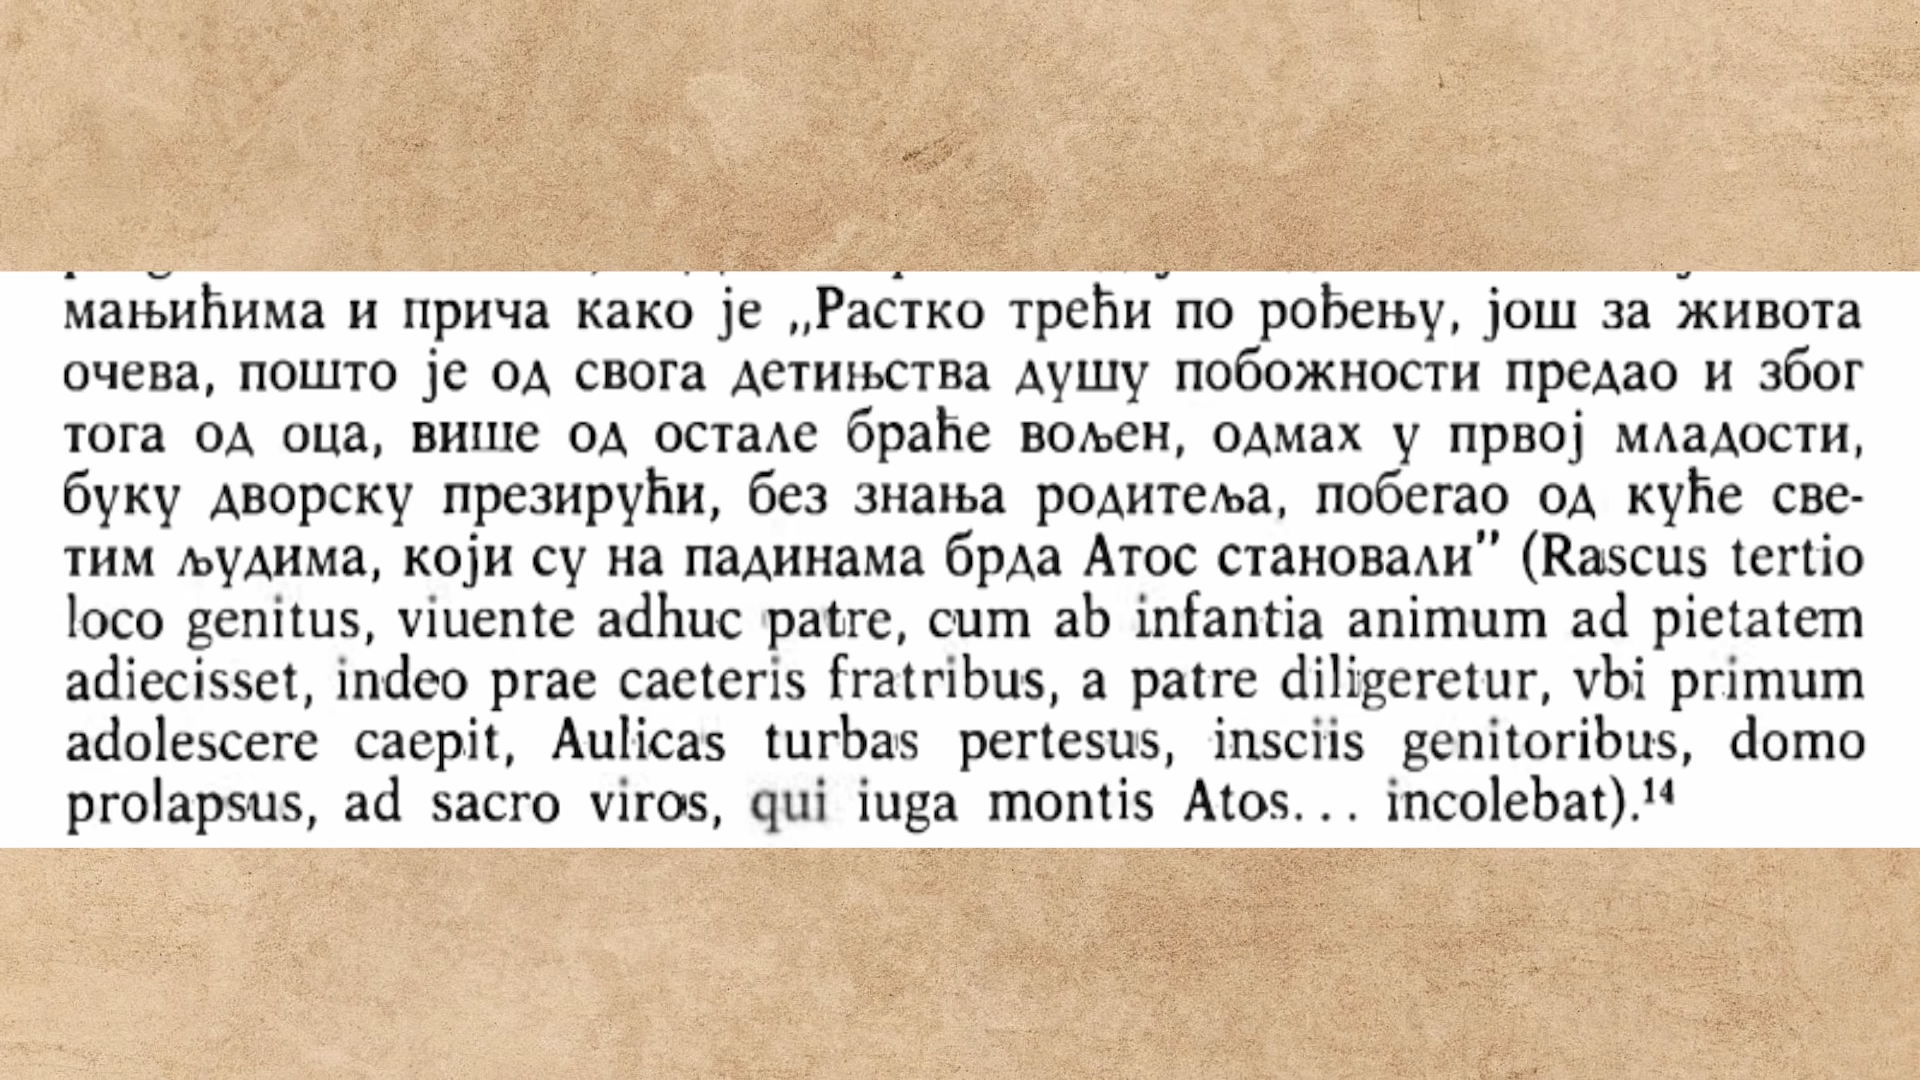 мањићима и прича како је „Растко трећи по рођењу, још за живота
очева, пошто је од свога детињства душу побожности предао и због
тога од оца, више од остале браће вољен, одмах у првој младости,
буку дворску презирући, без знања родитеља, побегао од куће све-
тим људима, који су на падинама брда Атос становали” (Rascus tertio
loco genitus, viuente adhuc patre, cum ab infantia animum ad pietatem
adiecisset, indeo prae caeteris fratribus, a patre diligeretur, vbi primum
adolescere caepit, Aulicas turbas pertesus, insciis genitoribus, domo
prolapsus, ad sacro viros, qui iuga montis Atos... incolebat).¹⁴